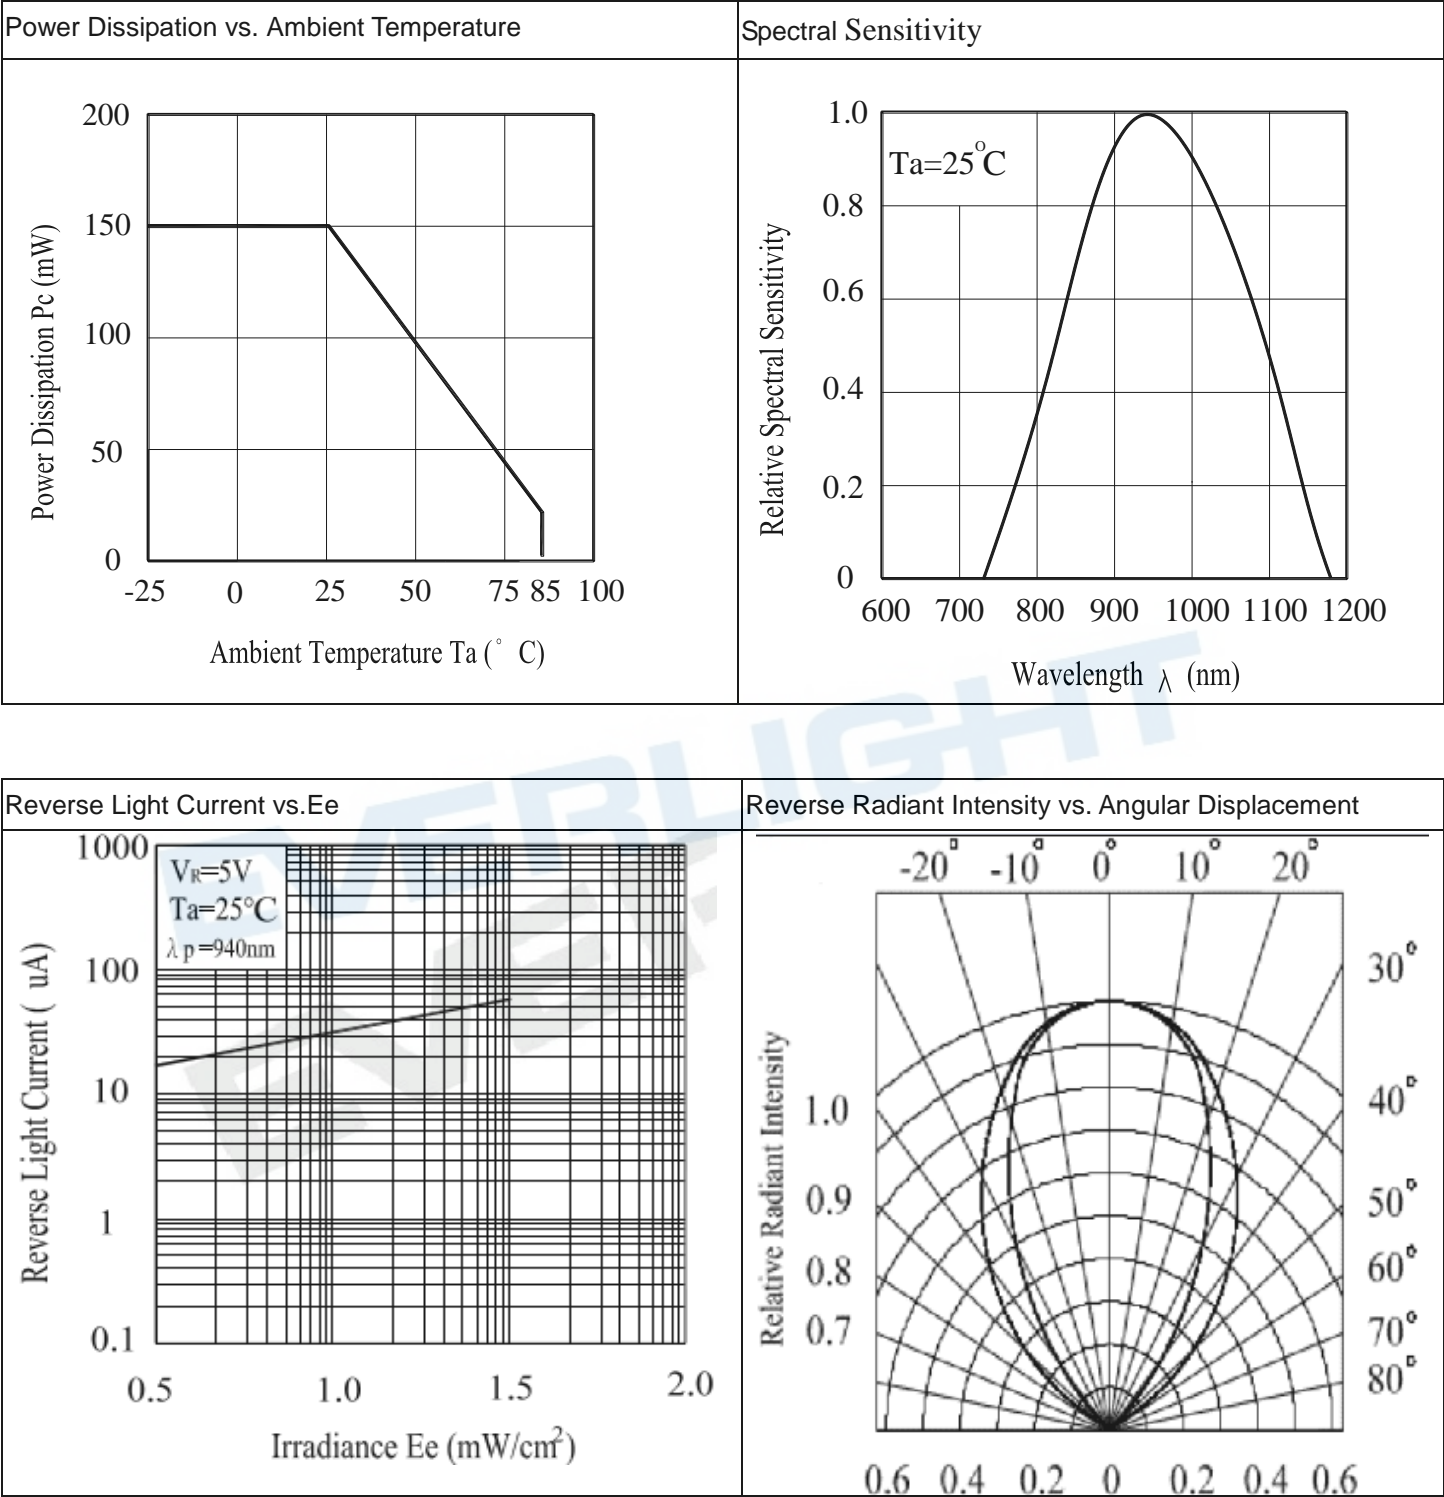 Power Dissipation vs. Ambient Temperature
200
150
100
50
0
-25 0 25 50 75 85 100
Power Dissipation Pc (mW)
Ambient Temperature Ta (° C)
Spectral Sensitivity
Ta=25°C
1.0
0.8
0.6
0.4
0.2
0
600 700 800 900 1000 1100 1200
Relative Spectral Sensitivity
Wavelength λ (nm)
EVERLIGHT
Reverse Light Current vs.Ee
VR=5V
Ta=25°C
λp=940nm
1000
100
10
1
0.1
0.5 1.0 1.5 2.0
Reverse Light Current ( uA)
Irradiance Ee (mW/cm²)
EVER
Reverse Radiant Intensity vs. Angular Displacement
-20° -10° 0° 10° 20°
30°
40°
50°
60°
70°
80°
1.0
0.9
0.8
0.7
Relative Radiant Intensity
0.6 0.4 0.2 0 0.2 0.4 0.6